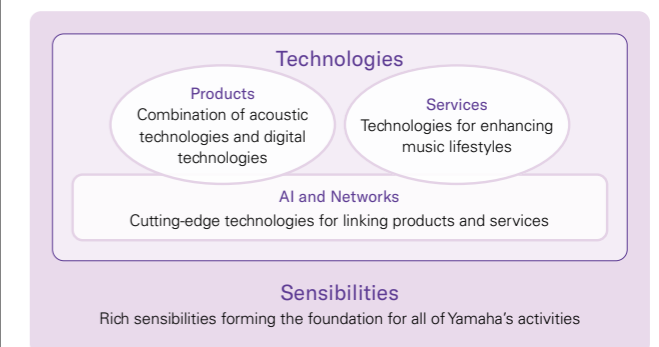 Technologies
Products
Combination of acoustic
technologies and digital
technologies
Services
Technologies for enhancing
music lifestyles
AI and Networks
Cutting-edge technologies for linking products and services
Sensibilities
Rich sensibilities forming the foundation for all of Yamaha's activities